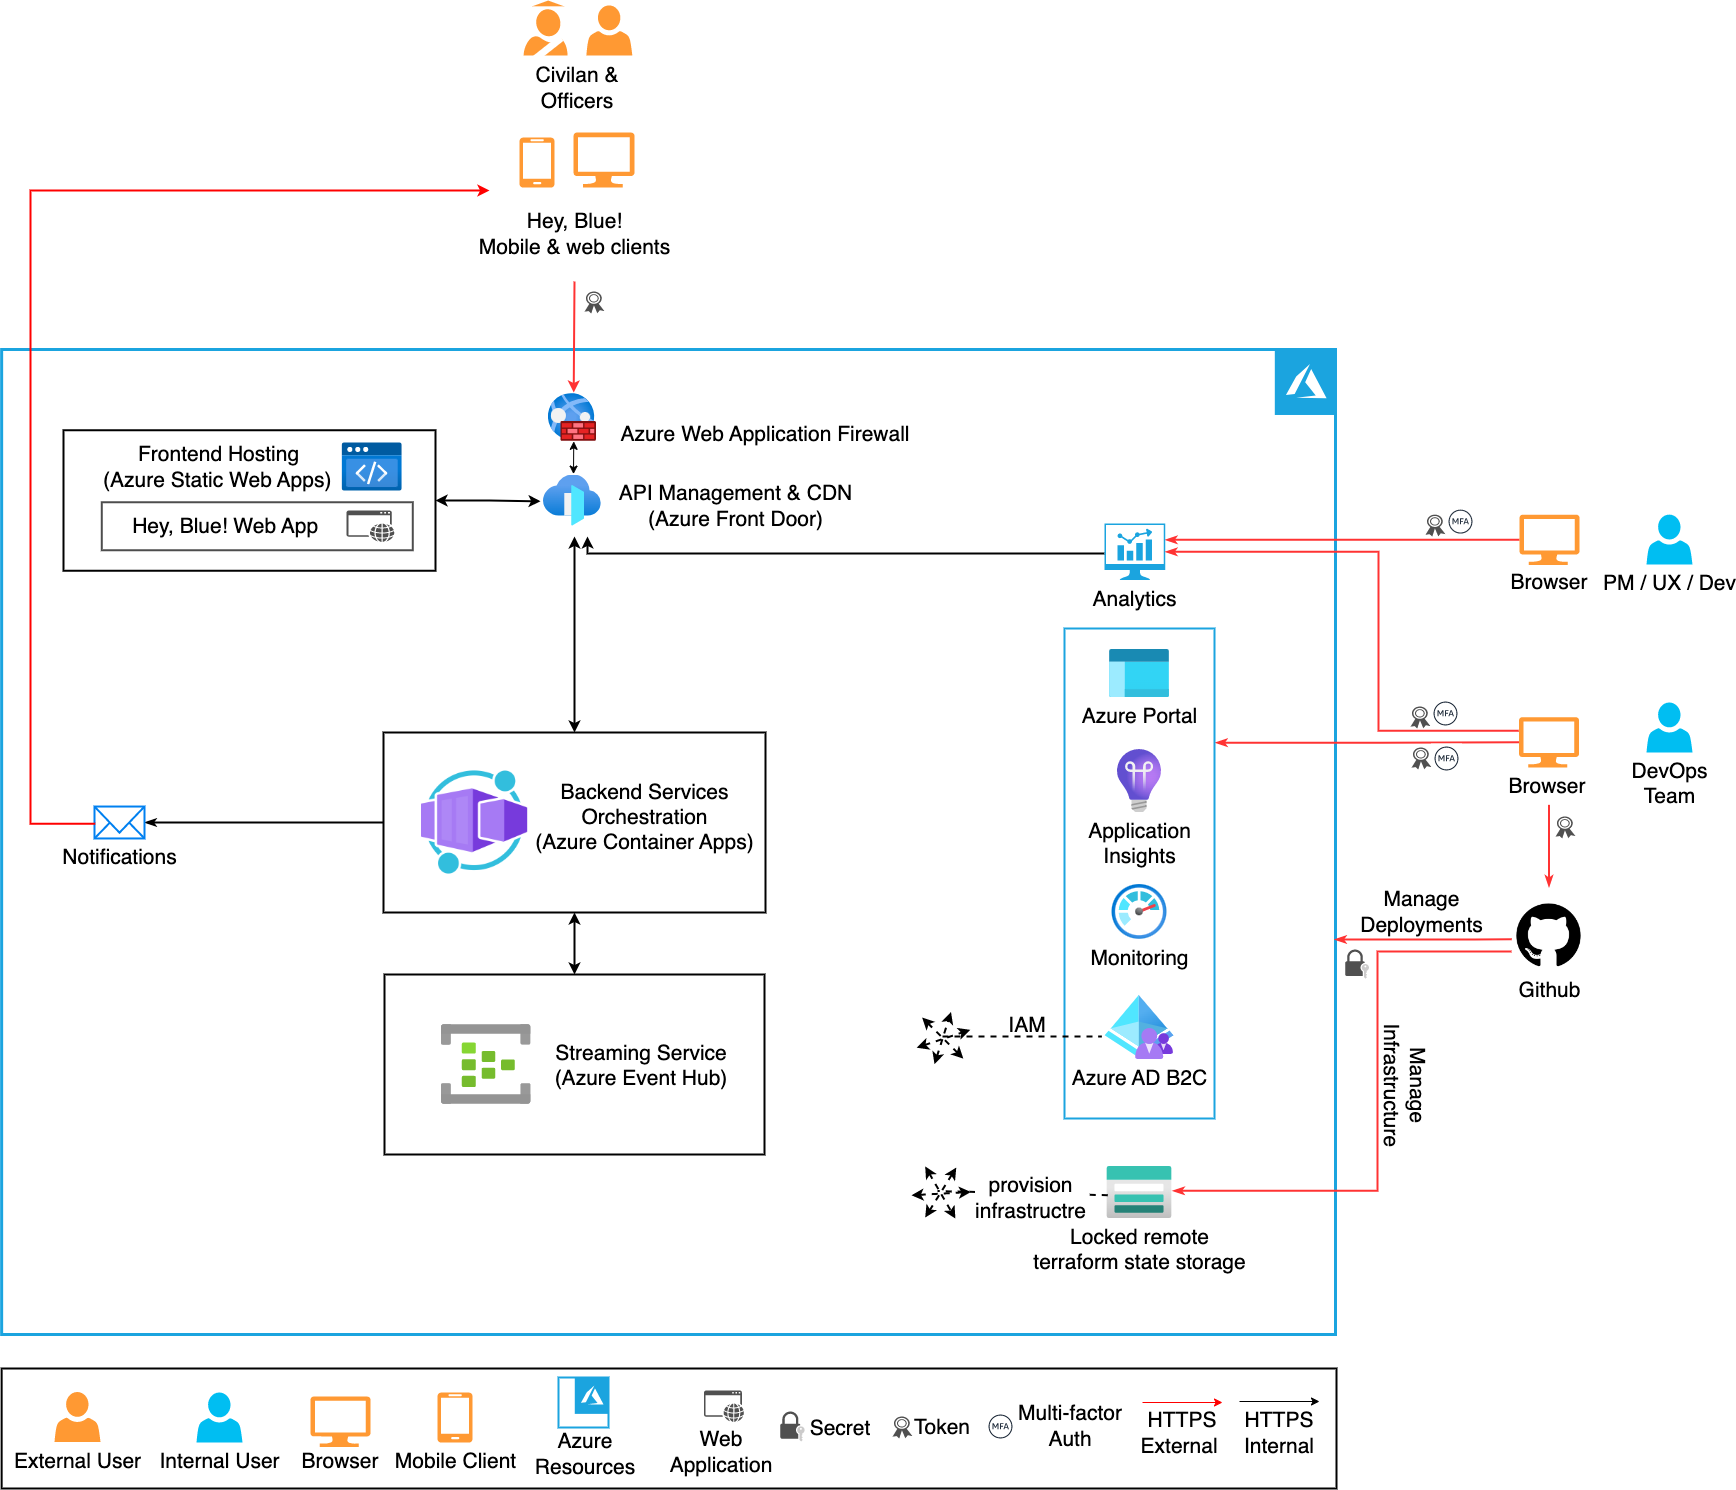 Civilan &
Officers
Hey, Blue!
Mobile & web clients
Azure Web Application Firewall
Frontend Hosting
(Azure Static Web Apps)
Hey, Blue! Web App
API Management & CDN
(Azure Front Door)
MFA
Browser
PM / UX / Dev
Analytics
Azure Portal
MFA
MFA
Browser
DevOps
Team
Application
Insights
Backend Services
Orchestration
(Azure Container Apps)
Notifications
Manage
Deployments
Monitoring
Github
IAM
Azure AD B2C
Streaming Service
(Azure Event Hub)
Manage
Infrastructure
provision
infrastructre
Locked remote
terraform state storage
External User
Internal User
Browser
Mobile Client
Azure
Resources
Web
Application
Secret
Token
MFA
Multi-factor
Auth
HTTPS
External
HTTPS
Internal